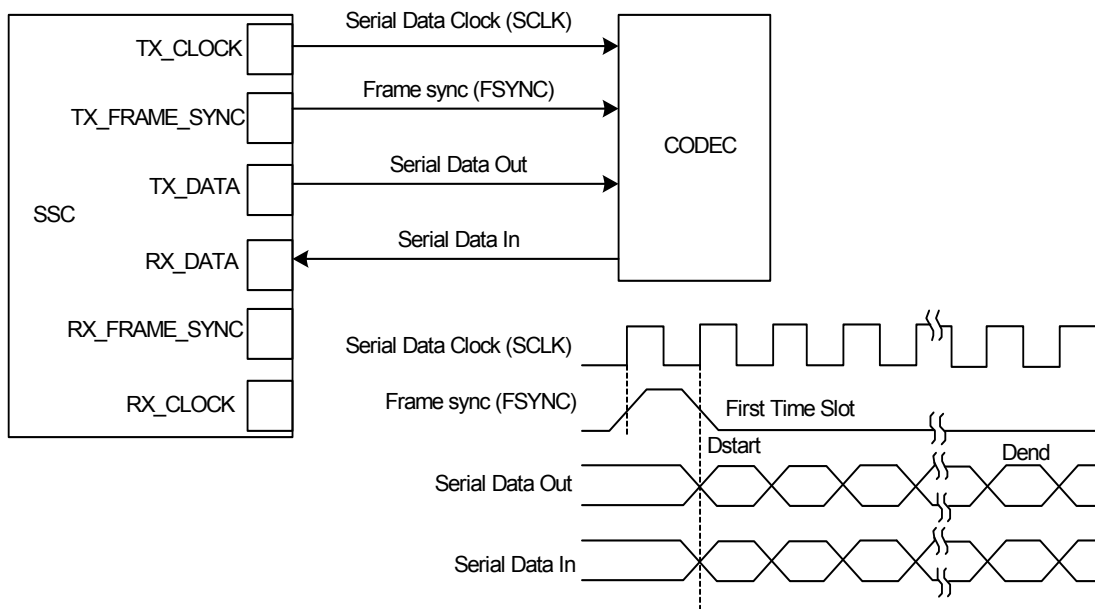 Serial Data Clock (SCLK)
TX_CLOCK
Frame sync (FSYNC)
TX_FRAME_SYNC
CODEC
Serial Data Out
TX_DATA
SSC
Serial Data In
RX_DATA
RX_FRAME_SYNC
Serial Data Clock (SCLK)
RX_CLOCK
Frame sync (FSYNC)
First Time Slot
Dstart
Dend
Serial Data Out
Serial Data In